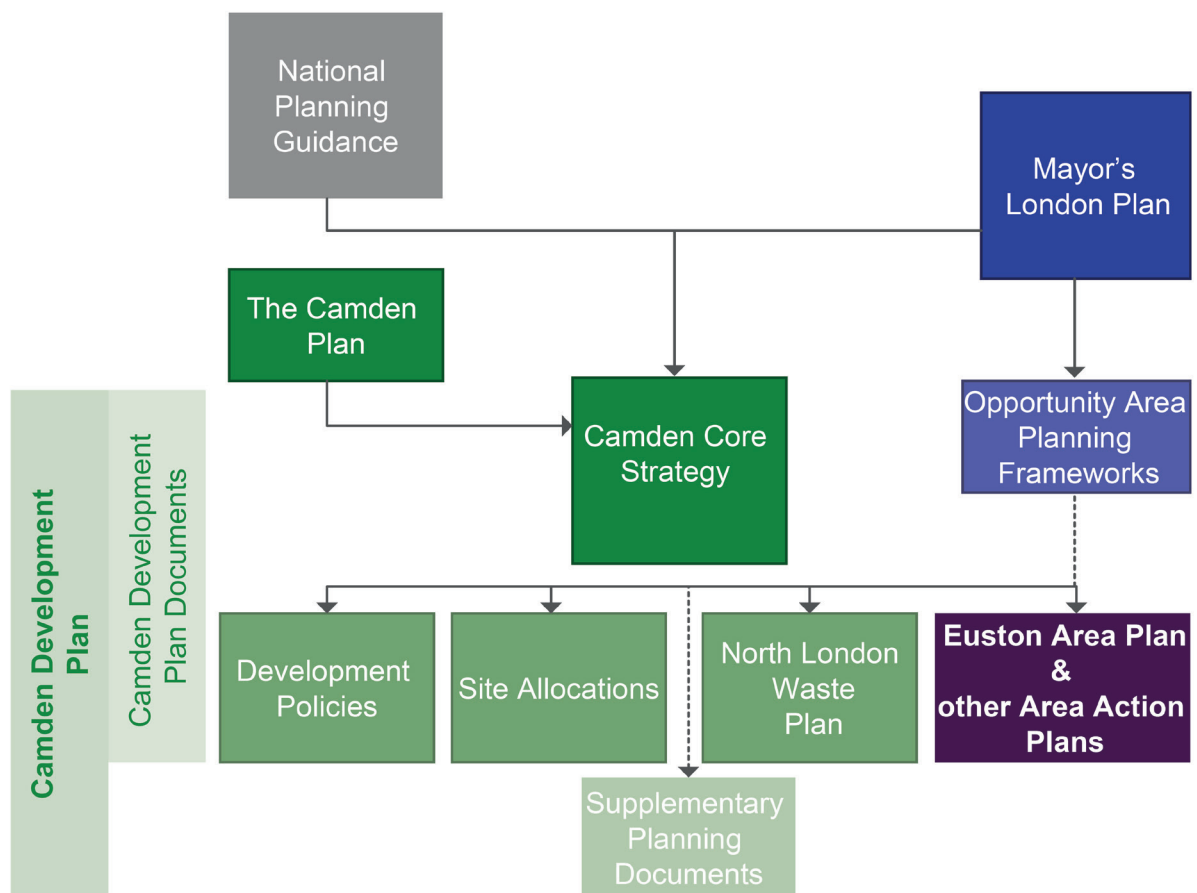 National
Planning
Guidance
Mayor’s
London Plan
The Camden
Plan
Camden Core
Strategy
Opportunity Area
Planning
Frameworks
Camden Development
Plan
Camden Development
Plan Documents
Development
Policies
Site Allocations
North London
Waste
Plan
Euston Area Plan
&
other Area Action
Plans
Supplementary
Planning
Documents